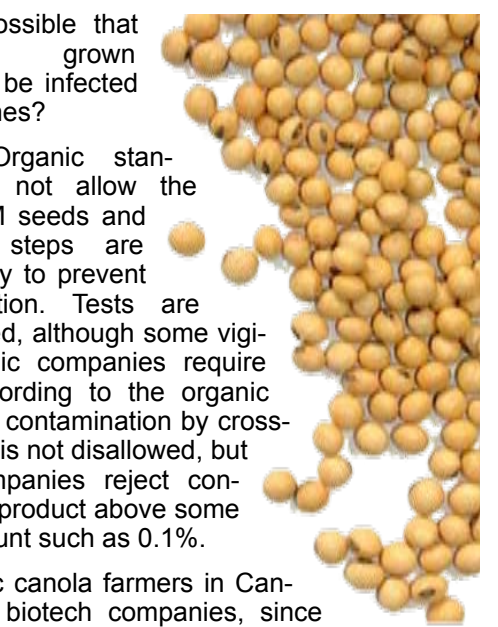 ossible that
grown
be infected
nes?
Organic stan-
not allow the
M seeds and
steps are
y to prevent
tion. Tests are
ed, although some vigi-
ic companies require
ording to the organic
contamination by cross-
is not disallowed, but
mpanies reject con-
product above some
unt such as 0.1%.
c canola farmers in Can-
biotech companies, since